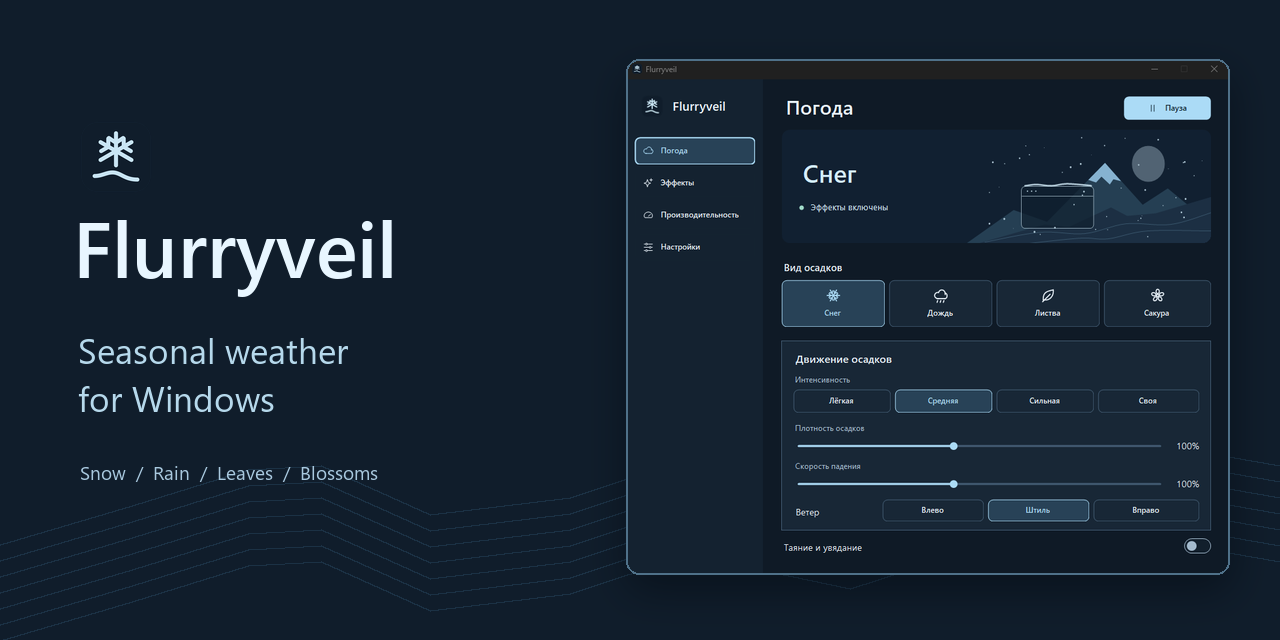 Flurryveil
Seasonal weather
for Windows
Snow / Rain / Leaves / Blossoms
Flurryveil
Flurryveil
Погода
Эффекты
Производительность
Настройки
Погода
Пауза
Снег
Эффекты включены
Вид осадков
Снег Дождь Листва Сакура
Движение осадков
Интенсивность
Лёгкая Средняя Сильная Своя
Плотность осадков
100%
Скорость падения
100%
Ветер Влево Штиль Вправо
Таяние и увядание